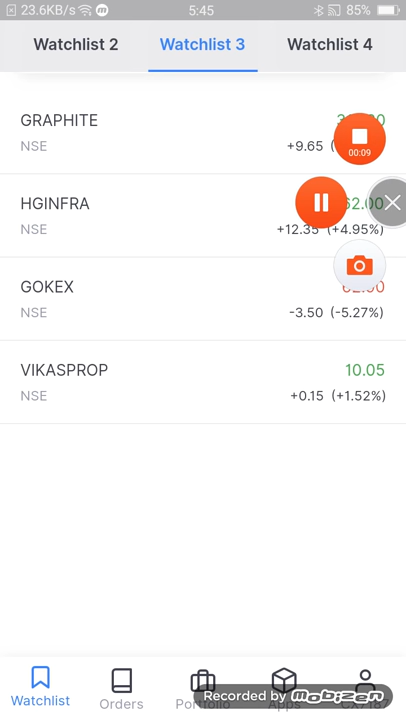 23.6KB/s 5:45 85%
Watchlist 2 Watchlist 3 Watchlist 4
GRAPHITE
NSE +9.65
00:09
HGINFRA
NSE +12.35 (+4.95%)
GOKEX
NSE -3.50 (-5.27%)
VIKASPROP 10.05
NSE +0.15 (+1.52%)
Watchlist Orders Portfolio Apps
Recorded by mobizen